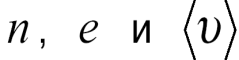 n, e и ⟨υ⟩